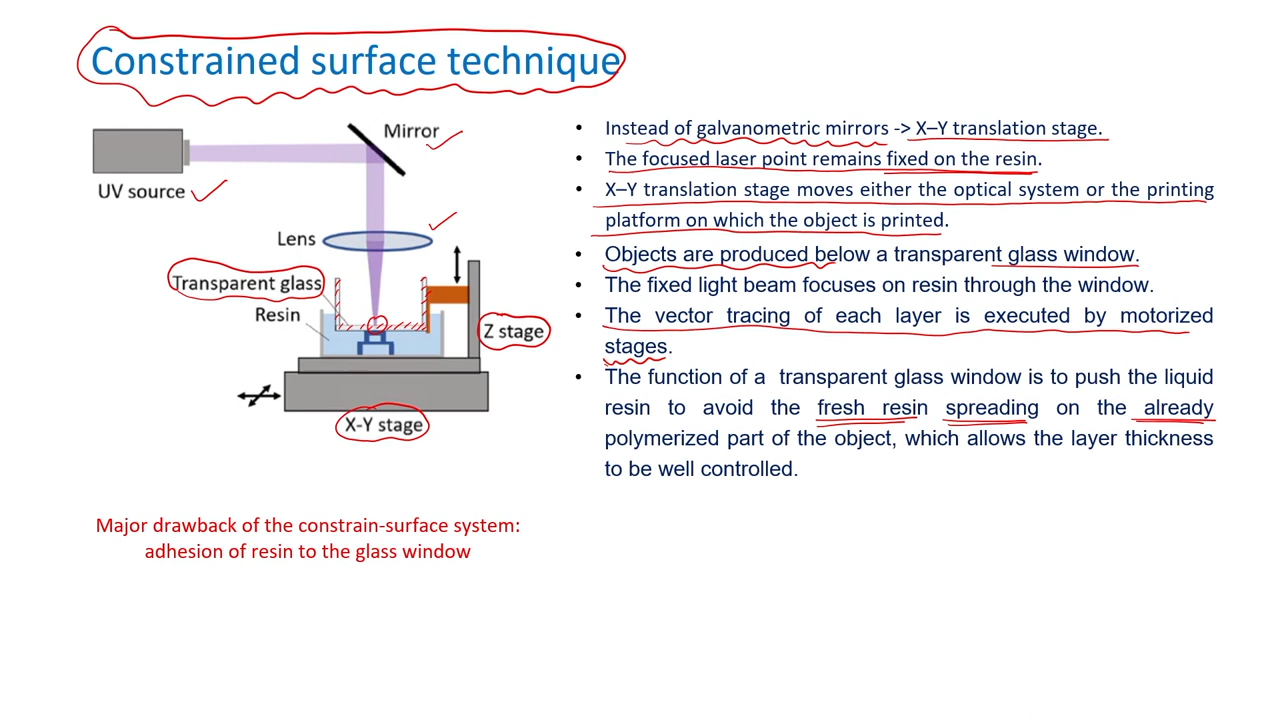 Constrained surface technique
Mirror
UV source
Lens
Transparent glass
Resin
Z stage
X-Y stage
Major drawback of the constrain-surface system:
adhesion of resin to the glass window
• Instead of galvanometric mirrors -> X–Y translation stage.
• The focused laser point remains fixed on the resin.
• X–Y translation stage moves either the optical system or the printing
platform on which the object is printed.
• Objects are produced below a transparent glass window.
• The fixed light beam focuses on resin through the window.
• The vector tracing of each layer is executed by motorized
stages.
• The function of a transparent glass window is to push the liquid
resin to avoid the fresh resin spreading on the already
polymerized part of the object, which allows the layer thickness
to be well controlled.